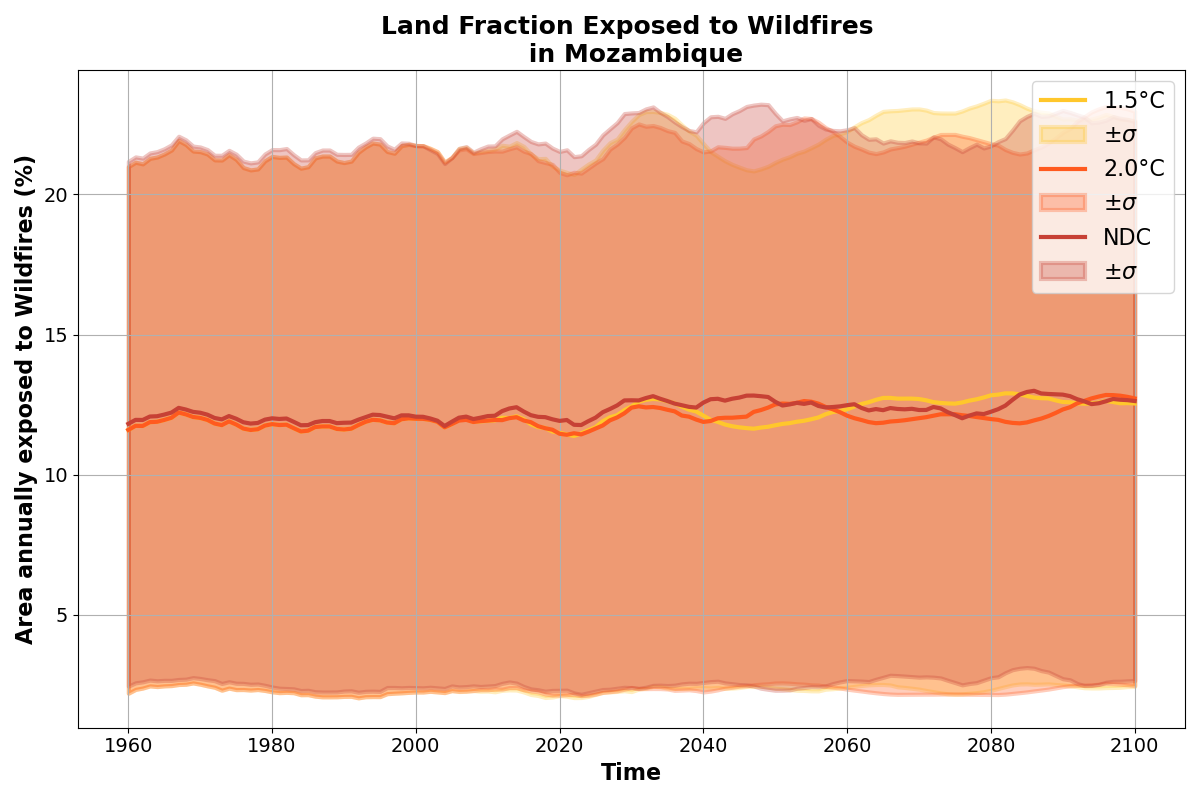 Land Fraction Exposed to Wildfires
in Mozambique
Area annually exposed to Wildfires (%)
20
15
10
5
1960 1980 2000 2020 2040 2060 2080 2100
Time
1.5°C
±σ
2.0°C
±σ
NDC
±σ